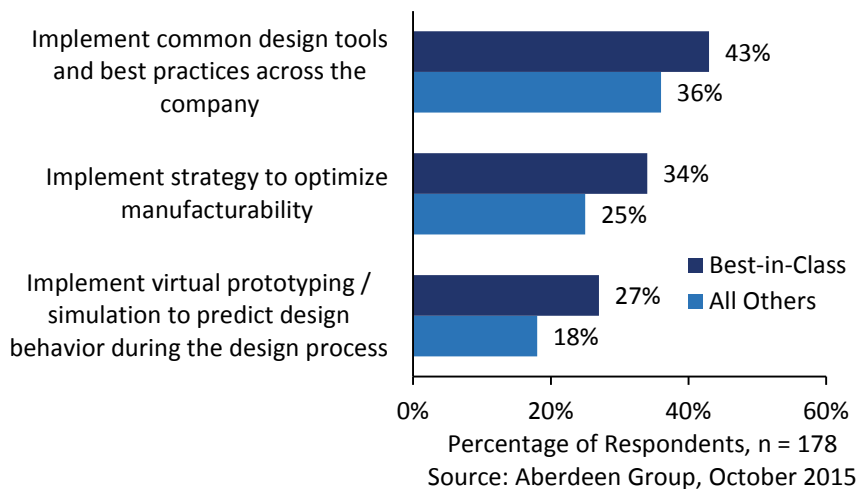 Implement common design tools
and best practices across the
company
43%
36%
Implement strategy to optimize
manufacturability
34%
25%
Implement virtual prototyping /
simulation to predict design
behavior during the design process
27%
18%
Best-in-Class
All Others
0%
20%
40%
60%
Percentage of Respondents, n = 178
Source: Aberdeen Group, October 2015